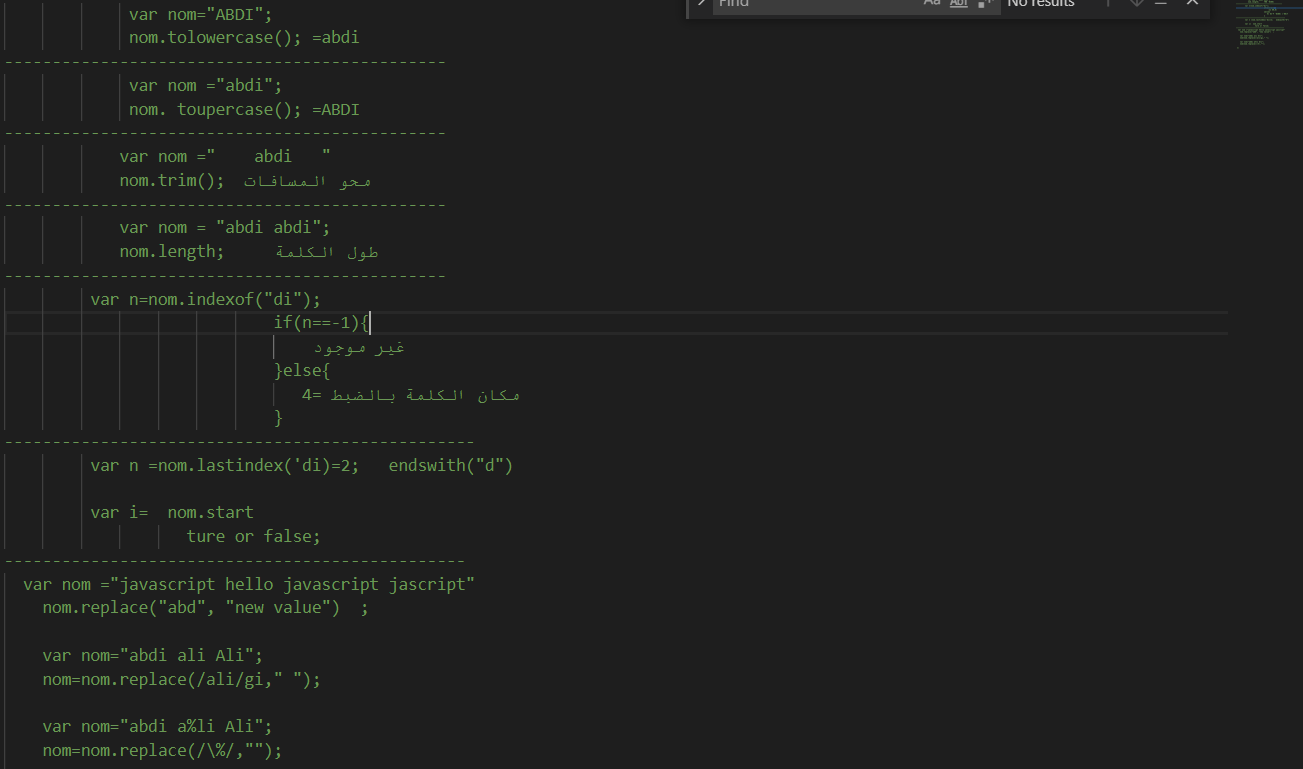 Find
Aa Ab
No results
var nom="ABDI";
nom.tolowercase(); =abdi
----------------------------------------------
var nom ="abdi";
nom. toupercase(); =ABDI
----------------------------------------------
var nom ="    abdi   "
nom.trim();  محو المسافات
----------------------------------------------
var nom = "abdi abdi";
nom.length;     طول الكلمة
----------------------------------------------
var n=nom.indexof("di");
if(n==-1){
غير موجود
}else{
مكان الكلمة بالضبط =4
}
-------------------------------------------------
var n =nom.lastindex('di)=2;   endswith("d")
var i=  nom.start
ture or false;
------------------------------------------------
var nom ="javascript hello javascript jascript"
nom.replace("abd", "new value")  ;
var nom="abdi ali Ali";
nom=nom.replace(/ali/gi," ");
var nom="abdi a%li Ali";
nom=nom.replace(/\%/,"");